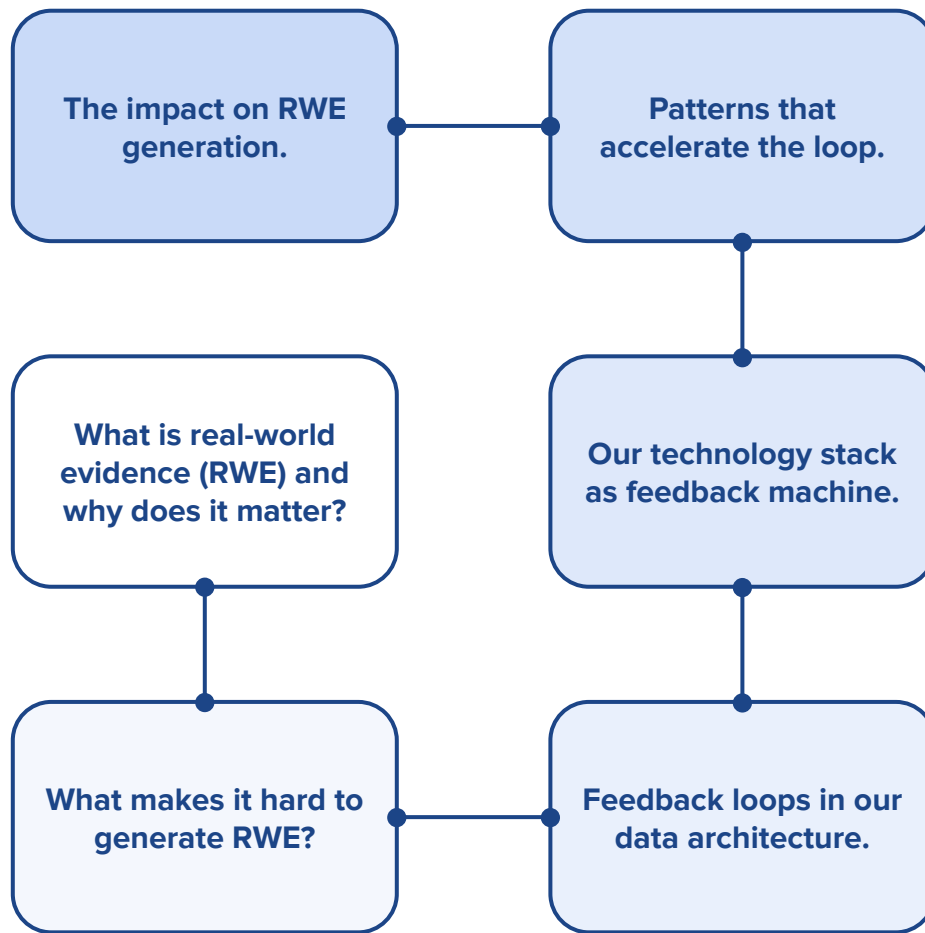 The impact on RWE
generation.
Patterns that
accelerate the loop.
What is real-world
evidence (RWE) and
why does it matter?
Our technology stack
as feedback machine.
What makes it hard to
generate RWE?
Feedback loops in our
data architecture.